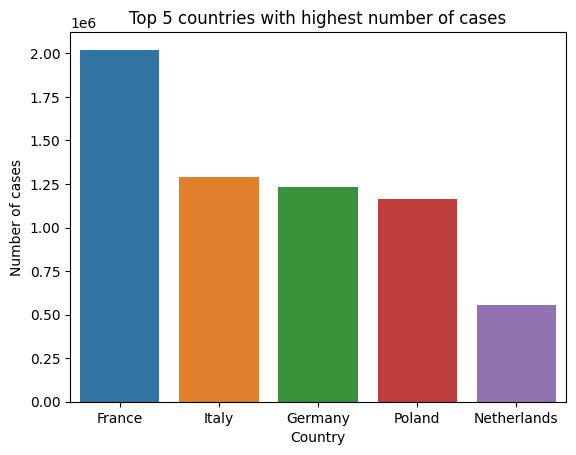 Top 5 countries with highest number of cases
1e6
2.00
1.75
1.50
1.25
1.00
0.75
0.50
0.25
0.00
Number of cases
France Italy Germany Poland Netherlands
Country